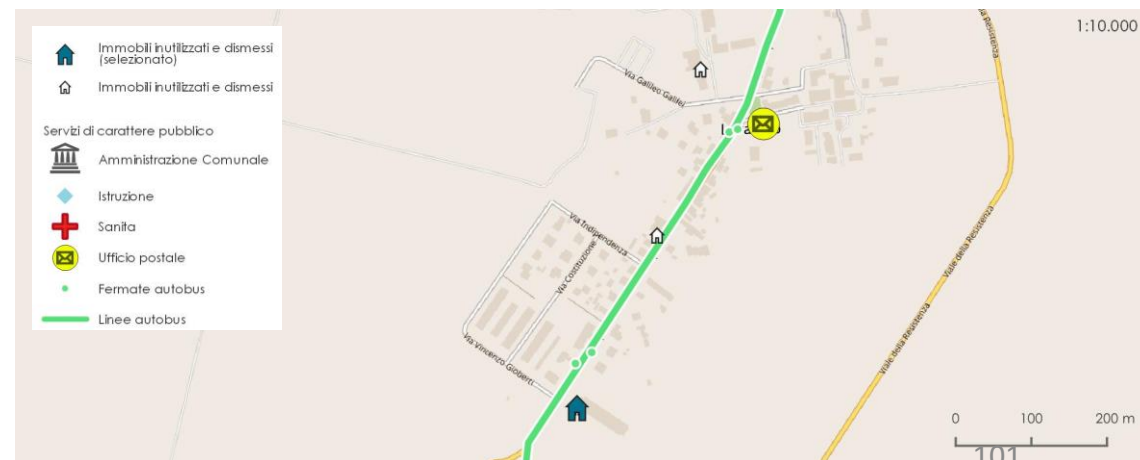 1:10.000
Immobili inutilizzati e dismessi
(selezionato)
Immobili inutilizzati e dismessi
Servizi di carattere pubblico
Amministrazione Comunale
Istruzione
Sanita
Ufficio postale
Fermate autobus
Linee autobus
Via Galileo Galilei
Via Indipendenza
Via Costituzione
Via Vincenzo Gioberti
Viale della Resistenza
Viale della Resistenza
Resistenza
0 100 200 m
101